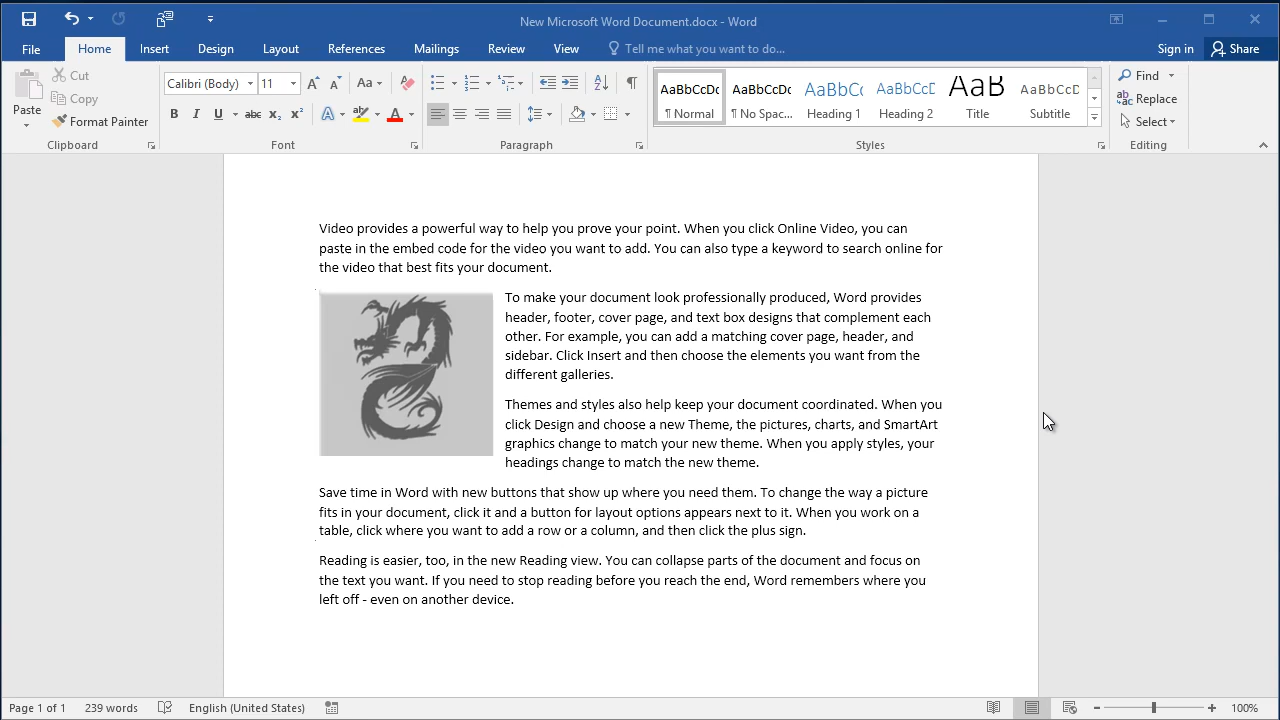 New Microsoft Word Document.docx - Word
File Home Insert Design Layout References Mailings Review View Tell me what you want to do... Sign in Share
Paste
Cut
Copy
Format Painter
Clipboard
Calibri (Body) 11
Aa
B I U abc x₂ x² A ab A
Font
Paragraph
AaBbCcDc AaBbCcDc AaBbCc AaBbCcD AaB AaBbCcD
¶ Normal ¶ No Spac... Heading 1 Heading 2 Title Subtitle
Styles
Find
Replace
Select
Editing
Video provides a powerful way to help you prove your point. When you click Online Video, you can
paste in the embed code for the video you want to add. You can also type a keyword to search online for
the video that best fits your document.
To make your document look professionally produced, Word provides
header, footer, cover page, and text box designs that complement each
other. For example, you can add a matching cover page, header, and
sidebar. Click Insert and then choose the elements you want from the
different galleries.
Themes and styles also help keep your document coordinated. When you
click Design and choose a new Theme, the pictures, charts, and SmartArt
graphics change to match your new theme. When you apply styles, your
headings change to match the new theme.
Save time in Word with new buttons that show up where you need them. To change the way a picture
fits in your document, click it and a button for layout options appears next to it. When you work on a
table, click where you want to add a row or a column, and then click the plus sign.
Reading is easier, too, in the new Reading view. You can collapse parts of the document and focus on
the text you want. If you need to stop reading before you reach the end, Word remembers where you
left off - even on another device.
Page 1 of 1 239 words English (United States) 100%